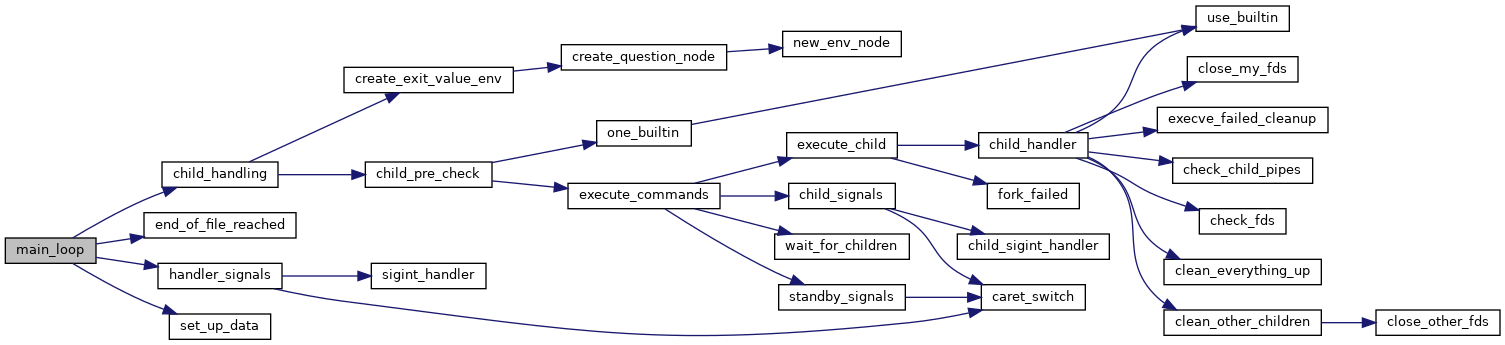 main_loop
child_handling
end_of_file_reached
handler_signals
set_up_data
create_exit_value_env
child_pre_check
sigint_handler
create_question_node
one_builtin
execute_commands
new_env_node
execute_child
child_signals
wait_for_children
standby_signals
child_handler
fork_failed
child_sigint_handler
caret_switch
use_builtin
close_my_fds
execve_failed_cleanup
check_child_pipes
check_fds
clean_everything_up
clean_other_children
close_other_fds